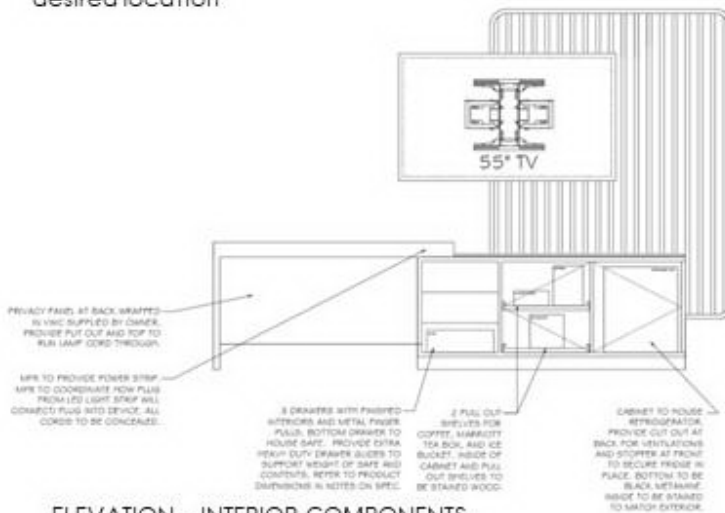 desired location
55" TV
PRIVACY PANEL AT BACK WRAPPED
IN VWC SUPPLIED BY OWNER.
PROVIDE PUT OUT AND TOP TO
RUN LAMP CORD THROUGH.
MFR TO PROVIDE POWER STRIP.
MFR TO COORDINATE HOW PLUG
FROM LED LIGHT STRIP WILL
CONNECT/ PLUG INTO DEVICE. ALL
CORDS TO BE CONCEALED.
3 DRAWERS WITH FINISHED
INTERIORS AND METAL FINGER
PULLS. BOTTOM DRAWER TO
HOUSE SAFE. PROVIDE EXTRA
HEAVY DUTY DRAWER GLIDES TO
SUPPORT WEIGHT OF SAFE AND
CONTENTS. REFER TO PRODUCT
DIMENSIONS IN NOTES ON SPEC.
2 PULL OUT
SHELVES FOR
COFFEE, MARRIOTT
TEA BOX, AND ICE
BUCKET. INSIDE OF
CABINET AND PULL
OUT SHELVES TO
BE STAINED WOOD.
CABINET TO HOUSE
REFRIGERATOR.
PROVIDE CUT OUT AT
BACK FOR VENTILATIONS
AND STOPPER AT FRONT
TO SECURE FRIDGE IN
PLACE. BOTTOM TO BE
BLACK MELAMINE.
INSIDE TO BE STAINED
TO MATCH EXTERIOR.
ELEVATION - INTERIOR COMPONENTS